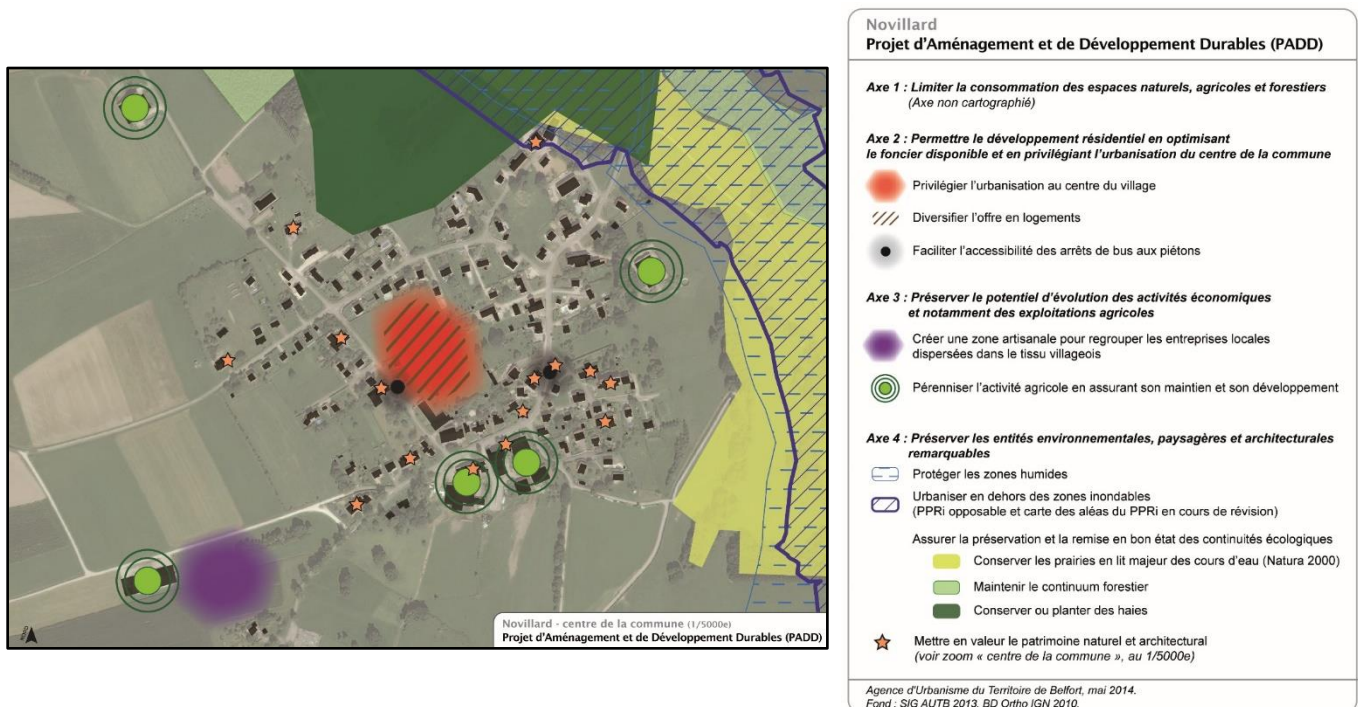 Novillard - centre de la commune (1/5000e)
Projet d'Aménagement et de Développement Durables (PADD)
NORD
Novillard
Projet d'Aménagement et de Développement Durables (PADD)
Axe 1 : Limiter la consommation des espaces naturels, agricoles et forestiers
(Axe non cartographié)
Axe 2 : Permettre le développement résidentiel en optimisant
le foncier disponible et en privilégiant l'urbanisation du centre de la commune
Privilégier l'urbanisation au centre du village
Diversifier l'offre en logements
Faciliter l'accessibilité des arrêts de bus aux piétons
Axe 3 : Préserver le potentiel d'évolution des activités économiques
et notamment des exploitations agricoles
Créer une zone artisanale pour regrouper les entreprises locales
dispersées dans le tissu villageois
Pérenniser l'activité agricole en assurant son maintien et son développement
Axe 4 : Préserver les entités environnementales, paysagères et architecturales
remarquables
Protéger les zones humides
Urbaniser en dehors des zones inondables
(PPRi opposable et carte des aléas du PPRi en cours de révision)
Assurer la préservation et la remise en bon état des continuités écologiques
Conserver les prairies en lit majeur des cours d'eau (Natura 2000)
Maintenir le continuum forestier
Conserver ou planter des haies
Mettre en valeur le patrimoine naturel et architectural
(voir zoom « centre de la commune », au 1/5000e)
Agence d'Urbanisme du Territoire de Belfort, mai 2014.
Fond : SIG AUTB 2013, BD Ortho IGN 2010.